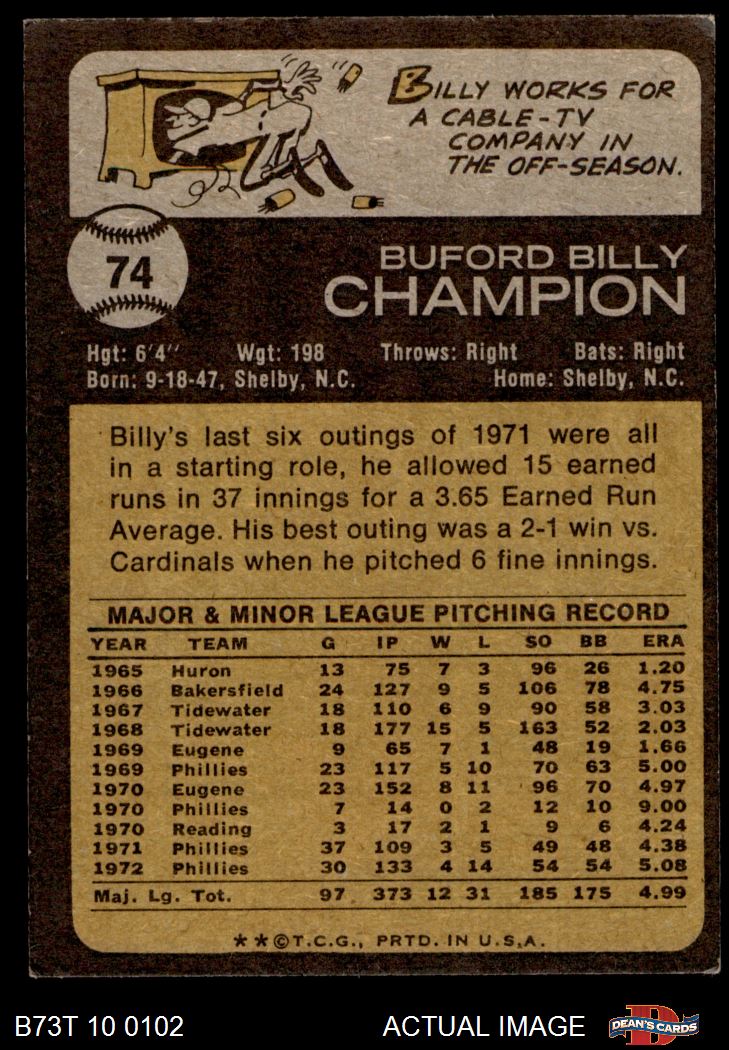 BILLY WORKS FOR
A CABLE-TV
COMPANY IN
THE OFF-SEASON.
74
BUFORD BILLY
CHAMPION
Hgt: 6'4" Wgt: 198 Throws: Right Bats: Right
Born: 9-18-47, Shelby, N.C. Home: Shelby, N.C.
Billy's last six outings of 1971 were all
in a starting role, he allowed 15 earned
runs in 37 innings for a 3.65 Earned Run
Average. His best outing was a 2-1 win vs.
Cardinals when he pitched 6 fine innings.
MAJOR & MINOR LEAGUE PITCHING RECORD
YEAR TEAM G IP W L SO BB ERA
1965 Huron 13 75 7 3 96 26 1.20
1966 Bakersfield 24 127 9 5 106 78 4.75
1967 Tidewater 18 110 6 9 90 58 3.03
1968 Tidewater 18 177 15 5 163 52 2.03
1969 Eugene 9 65 7 1 48 19 1.66
1969 Phillies 23 117 5 10 70 63 5.00
1970 Eugene 23 152 8 11 96 70 4.97
1970 Phillies 7 14 0 2 12 10 9.00
1970 Reading 3 17 2 1 9 6 4.24
1971 Phillies 37 109 3 5 49 48 4.38
1972 Phillies 30 133 4 14 54 54 5.08
Maj. Lg. Tot. 97 373 12 31 185 175 4.99
**©T.C.G., PRTD. IN U.S.A.
B73T 10 0102 ACTUAL IMAGE D DEAN'S CARDS